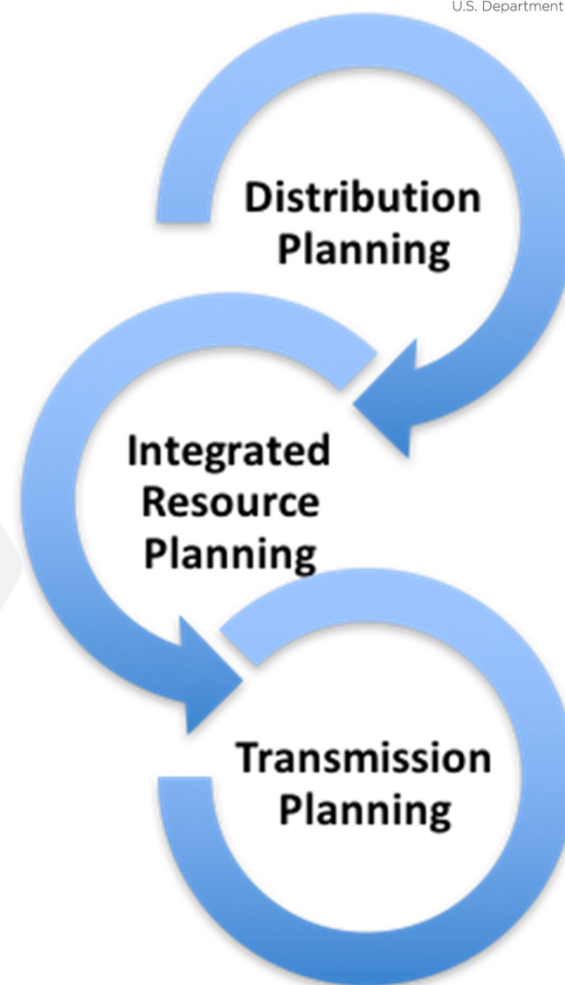 U.S. Department
Distribution
Planning
Integrated
Resource
Planning
Transmission
Planning